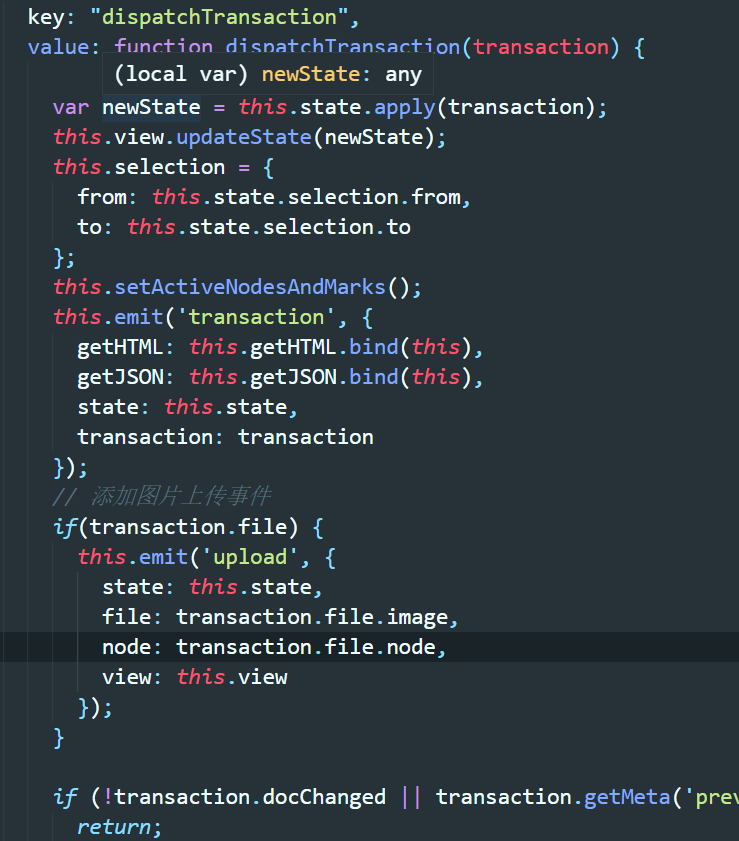 key: "dispatchTransaction",
value: function dispatchTransaction(transaction) {
(local var) newState: any
var newState = this.state.apply(transaction);
this.view.updateState(newState);
this.selection = {
from: this.state.selection.from,
to: this.state.selection.to
};
this.setActiveNodesAndMarks();
this.emit('transaction', {
getHTML: this.getHTML.bind(this),
getJSON: this.getJSON.bind(this),
state: this.state,
transaction: transaction
});
// 添加图片上传事件
if(transaction.file) {
this.emit('upload', {
state: this.state,
file: transaction.file.image,
node: transaction.file.node,
view: this.view
});
}
if (!transaction.docChanged || transaction.getMeta('prev
return;